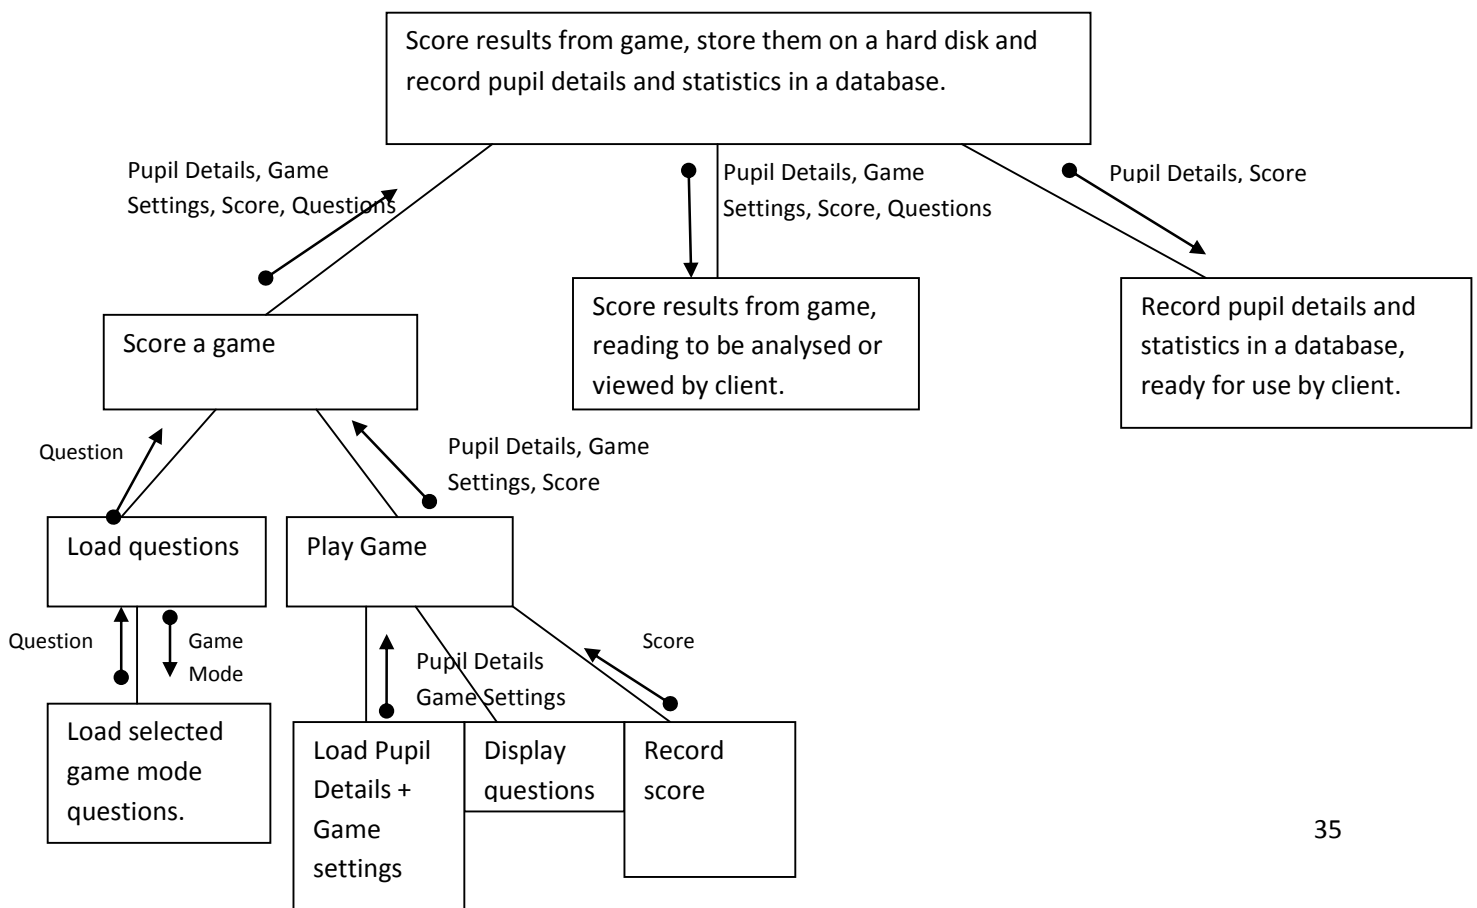 Score results from game, store them on a hard disk and
record pupil details and statistics in a database.
Pupil Details, Game
Settings, Score, Questions
Pupil Details, Game
Settings, Score, Questions
Pupil Details, Score
Score a game
Score results from game,
reading to be analysed or
viewed by client.
Record pupil details and
statistics in a database,
ready for use by client.
Question
Pupil Details, Game
Settings, Score
Load questions
Play Game
Question
Game
Mode
Pupil Details
Game Settings
Score
Load selected
game mode
questions.
Load Pupil
Details +
Game
settings
Display
questions
Record
score
35